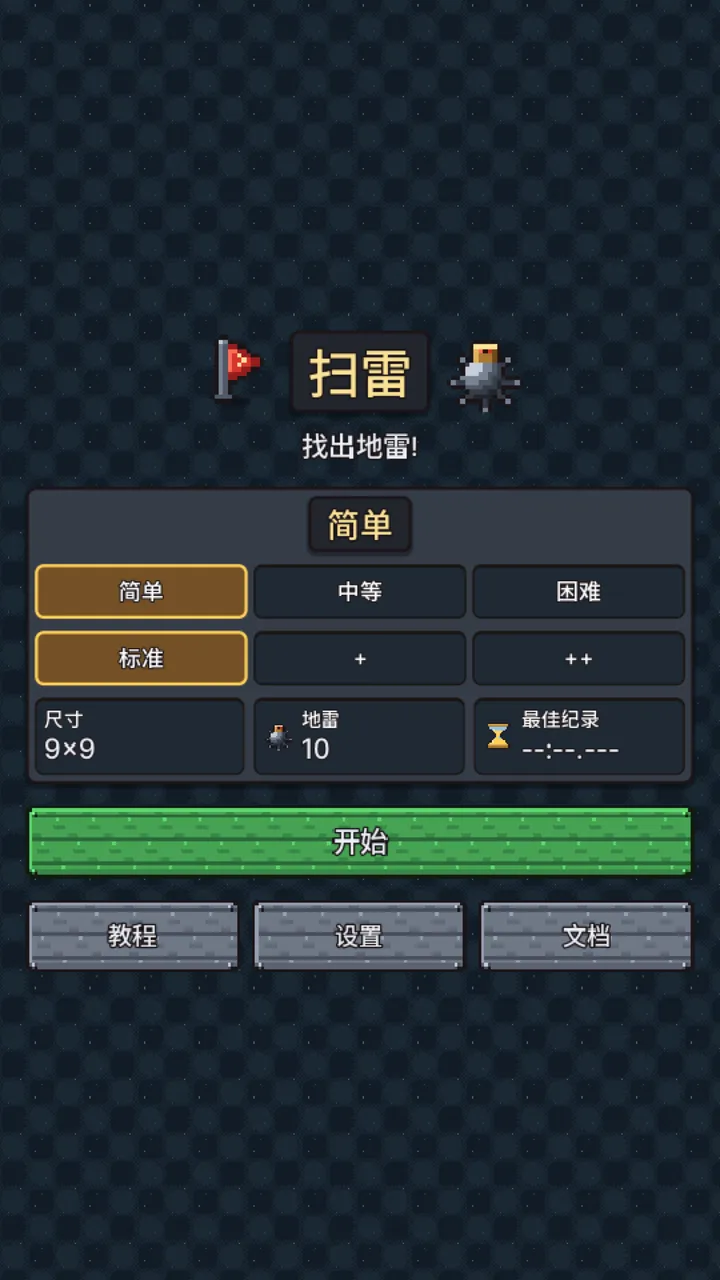 扫雷
找出地雷!
简单
简单 中等 困难
标准 + ++
尺寸 地雷 最佳纪录
9×9 10 --:--.---
开始
教程 设置 文档